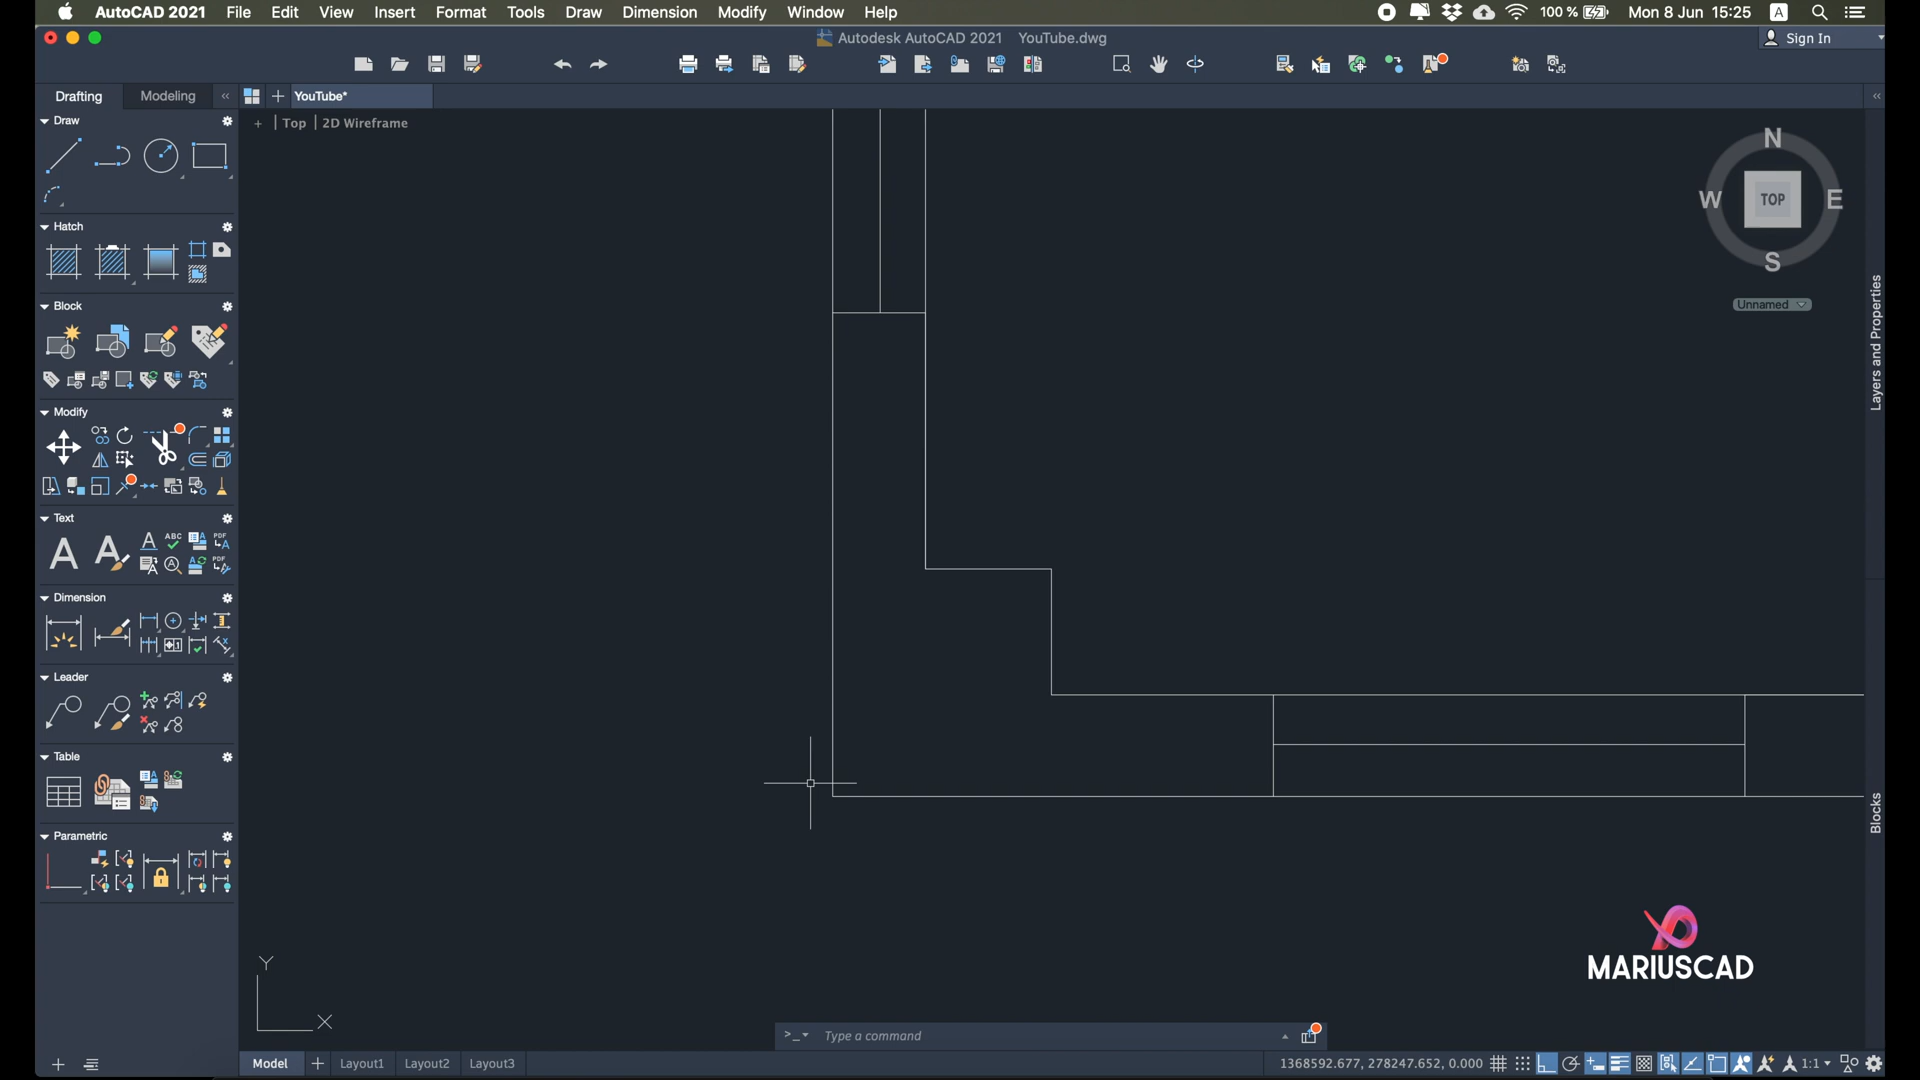 AutoCAD 2021 File Edit View Insert Format Tools Draw Dimension Modify Window Help 100 % Mon 8 Jun 15:25 A
Autodesk AutoCAD 2021 YouTube.dwg Sign In
Drafting Modeling YouTube*
+ | Top | 2D Wireframe
Draw
Hatch
Block
Modify
Text
Dimension
Leader
Table
Parametric
N
W TOP E
S
Unnamed
Layers and Properties
Blocks
MARIUSCAD
Y
X
>_ Type a command
Model Layout1 Layout2 Layout3 1368592.677, 278247.652, 0.000 1:1